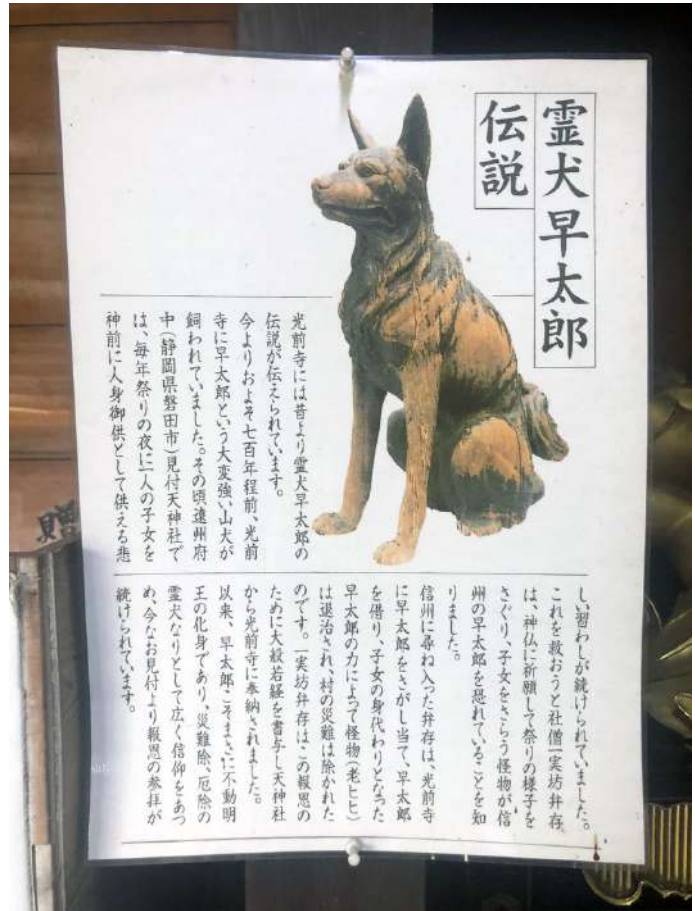 霊犬早太郎
伝説
光前寺には昔より霊犬早太郎の
伝説が伝えられています。
今よりおよそ七百年程前、光前
寺に早太郎という大変強い山犬が
飼われていました。その頃遠州府
中(静岡県磐田市)見付天神社で
は、毎年祭りの夜に一人の子女を
神前に人身御供として供える悲
しい習わしが続けられていました。
これを救おうと社僧一実坊弁存
は、神仏に祈願して祭りの様子を
さぐり、子女をさらう怪物が信
州の早太郎を恐れていることを知
りました。
信州に尋ね入った弁存は、光前寺
に早太郎をさがし当て、早太郎
を借り、子女の身代わりとなった
早太郎の力によって怪物(老ヒヒ)
は退治され、村の災難は除かれた
のです。一実坊弁存はこの報恩の
ために大般若経を書写し天神社
から光前寺に奉納されました。
以来、早太郎こそまさに不動明
王の化身であり、災難除、厄除の
霊犬なりとして広く信仰をあつ
め、今なお見付より報恩の参拝が
続けられています。